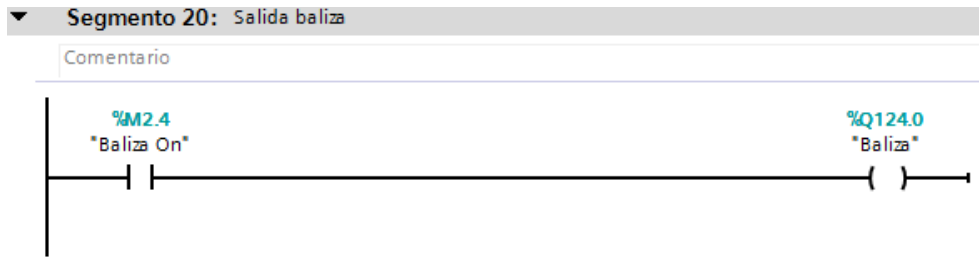 Segmento 20: Salida baliza
Comentario
%M2.4
"Baliza On"
%Q124.0
"Baliza"